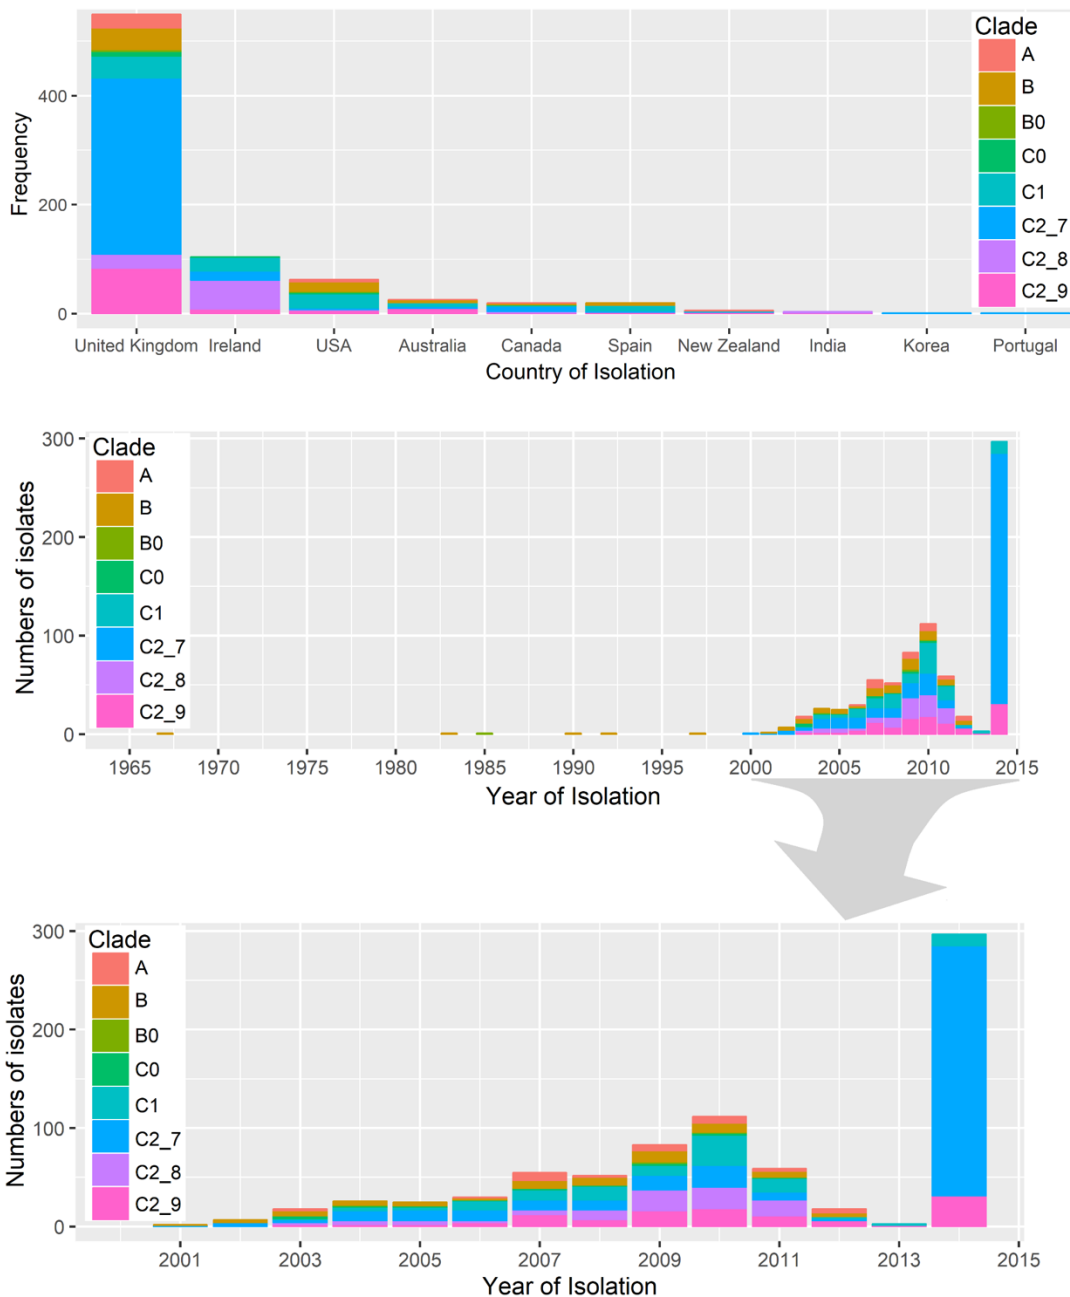 Frequency
400
200
0
Clade
A
B
B0
C0
C1
C2_7
C2_8
C2_9
United Kingdom Ireland USA Australia Canada Spain New Zealand India Korea Portugal
Country of Isolation
Numbers of isolates
300
200
100
0
Clade
A
B
B0
C0
C1
C2_7
C2_8
C2_9
1965 1970 1975 1980 1985 1990 1995 2000 2005 2010 2015
Year of Isolation
Numbers of isolates
300
200
100
0
Clade
A
B
B0
C0
C1
C2_7
C2_8
C2_9
2001 2003 2005 2007 2009 2011 2013 2015
Year of Isolation